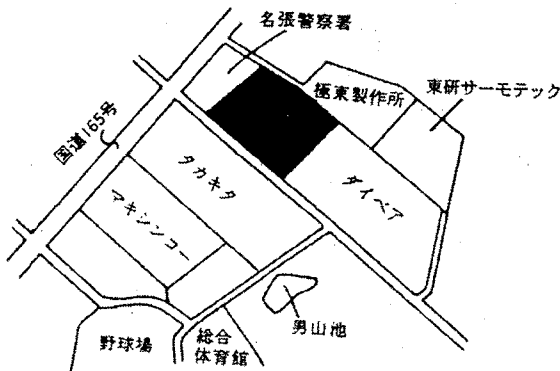 名張警察署
極東製作所
東研サーモテック
国道165号
タカキタ
ダイベア
マキシンコー
男山池
野球場
総合
体育館